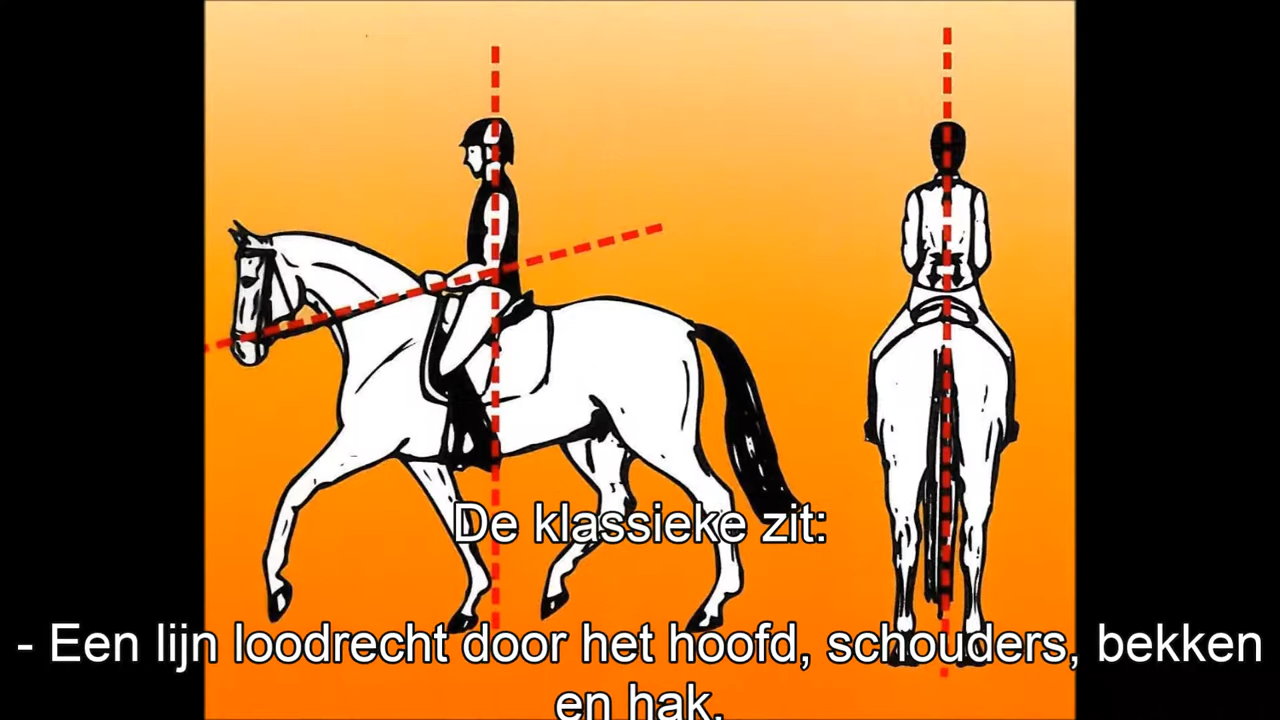 De klassieke zit:
- Een lijn loodrecht door het hoofd, schouders, bekken
en hak.